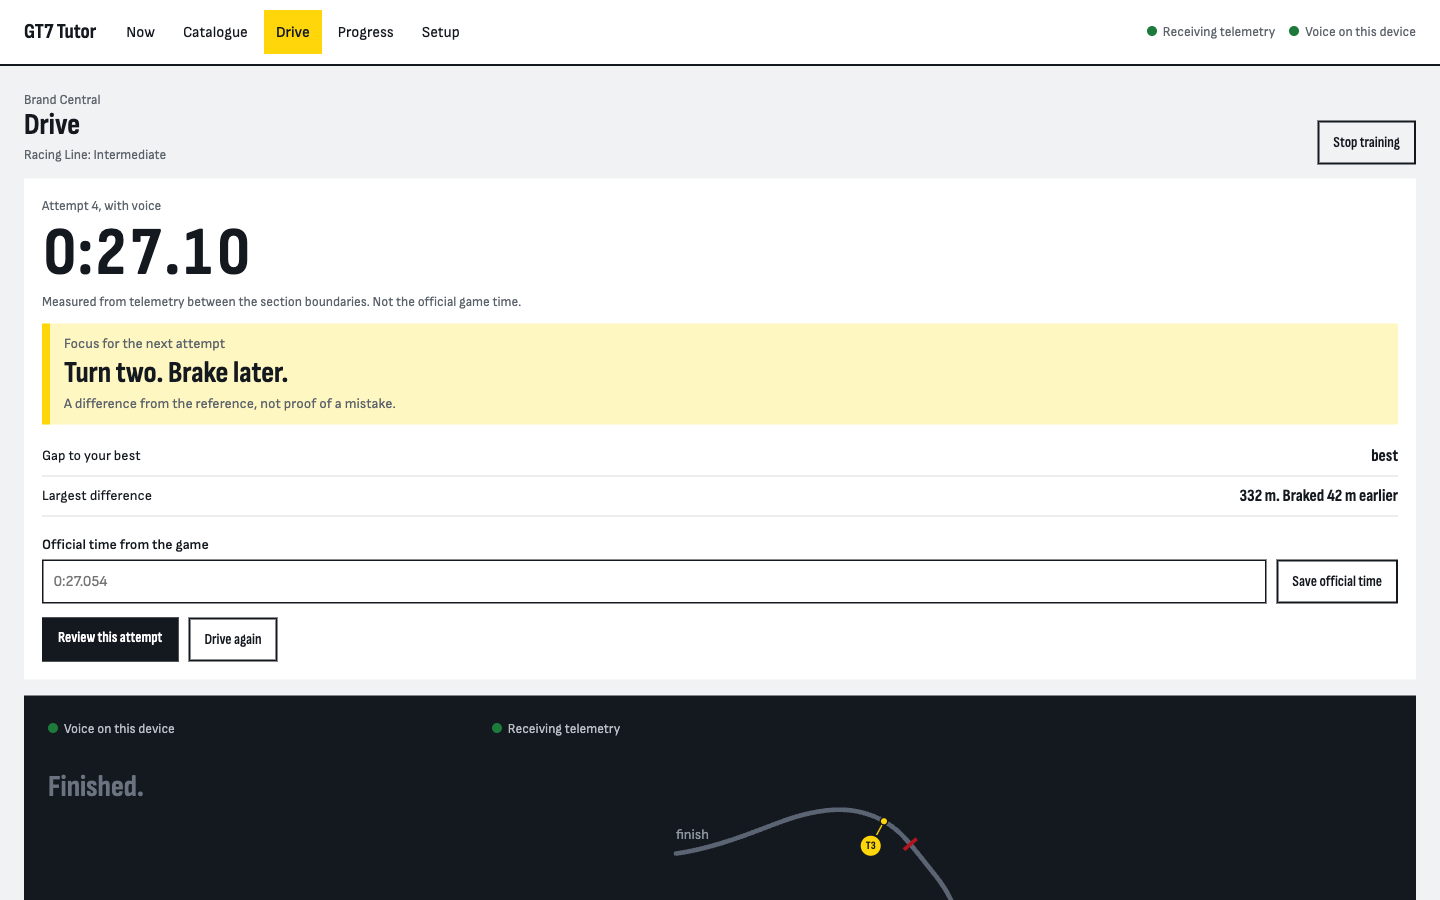 GT7 Tutor
Now
Catalogue
Drive
Progress
Setup
Receiving telemetry
Voice on this device
Brand Central
Drive
Racing Line: Intermediate
Stop training
Attempt 4, with voice
0:27.10
Measured from telemetry between the section boundaries. Not the official game time.
Focus for the next attempt
Turn two. Brake later.
A difference from the reference, not proof of a mistake.
Gap to your best
best
Largest difference
332 m. Braked 42 m earlier
Official time from the game
0:27.054
Save official time
Review this attempt
Drive again
Voice on this device
Receiving telemetry
Finished.
finish
T3